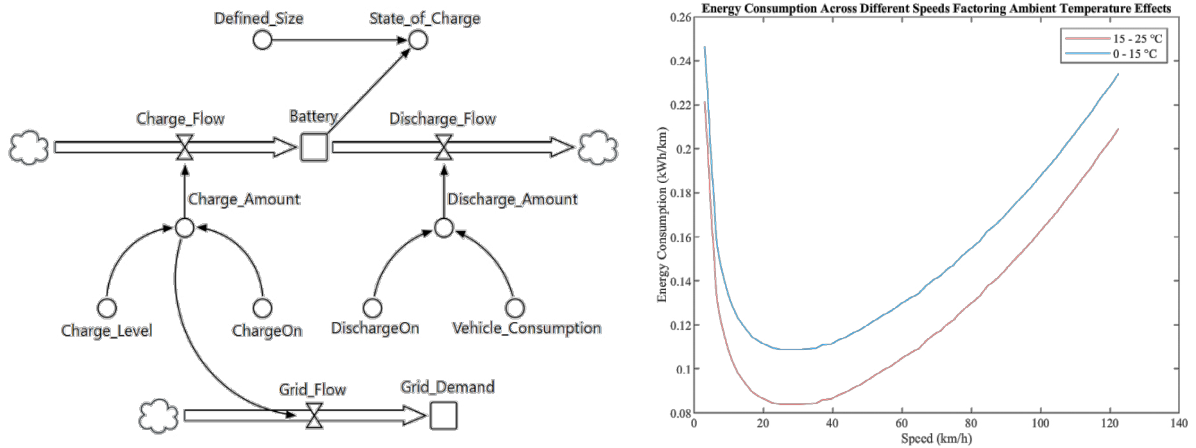 Defined_Size
State_of_Charge
Charge_Flow
Battery
Discharge_Flow
Charge_Amount
Discharge_Amount
Charge_Level
ChargeOn
DischargeOn
Vehicle_Consumption
Grid_Flow
Grid_Demand
Energy Consumption Across Different Speeds Factoring Ambient Temperature Effects
15 - 25 °C
0 - 15 °C
Energy Consumption (kWh/km)
0.26
0.24
0.22
0.2
0.18
0.16
0.14
0.12
0.1
0.08
0
20
40
60
80
100
120
140
Speed (km/h)